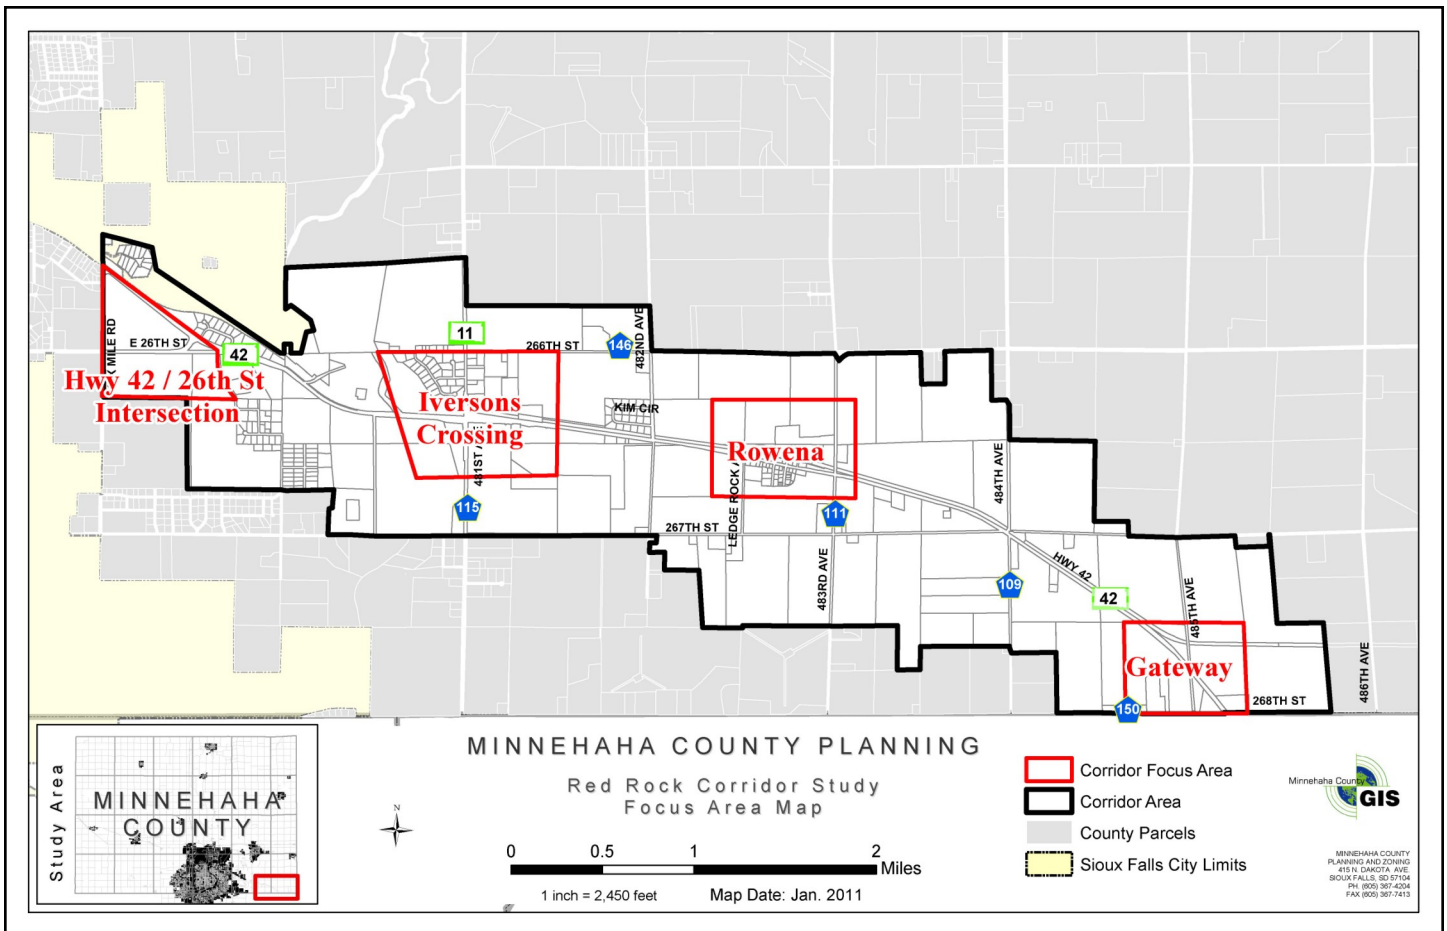 E 26TH ST
42
MILE RD
Hwy 42 / 26th St
Intersection
11
266TH ST
146
482ND AVE
Iversons
Crossing
KIM CIR
481ST
115
Rowena
LEDGE ROCK
111
267TH ST
483RD AVE
484TH AVE
109
HWY 42
42
485TH AVE
Gateway
150
268TH ST
486TH AVE
Study Area
MINNEHAHA
COUNTY
MINNEHAHA COUNTY PLANNING
Red Rock Corridor Study
Focus Area Map
N
0 0.5 1 2
Miles
1 inch = 2,450 feet
Map Date: Jan. 2011
Corridor Focus Area
Corridor Area
County Parcels
Sioux Falls City Limits
Minnehaha County
GIS
MINNEHAHA COUNTY
PLANNING AND ZONING
415 N. DAKOTA AVE.
SIOUX FALLS, SD 57104
PH. (605) 367-4204
FAX (605) 367-7413